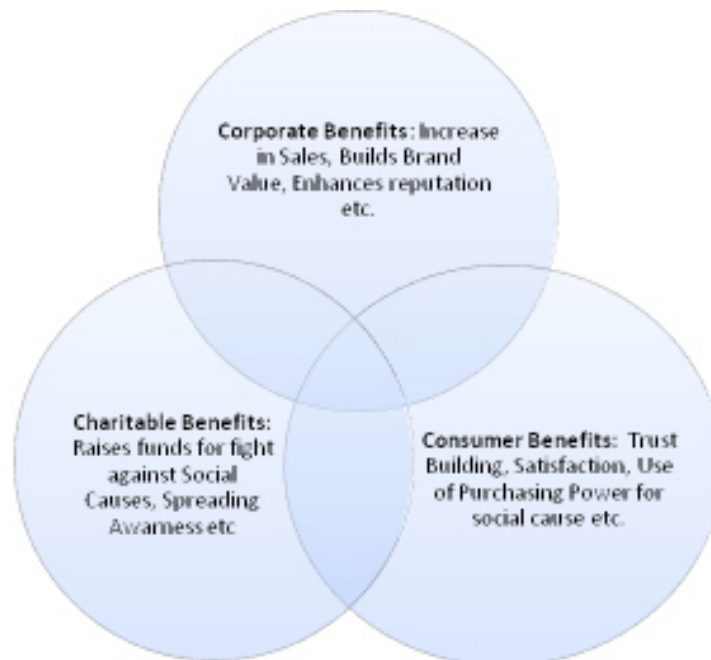 Corporate Benefits: Increase
in Sales, Builds Brand
Value, Enhances reputation
etc.
Charitable Benefits:
Raises funds for fight
against Social
Causes, Spreading
Awarness etc
Consumer Benefits: Trust
Building, Satisfaction, Use
of Purchasing Power for
social cause etc.